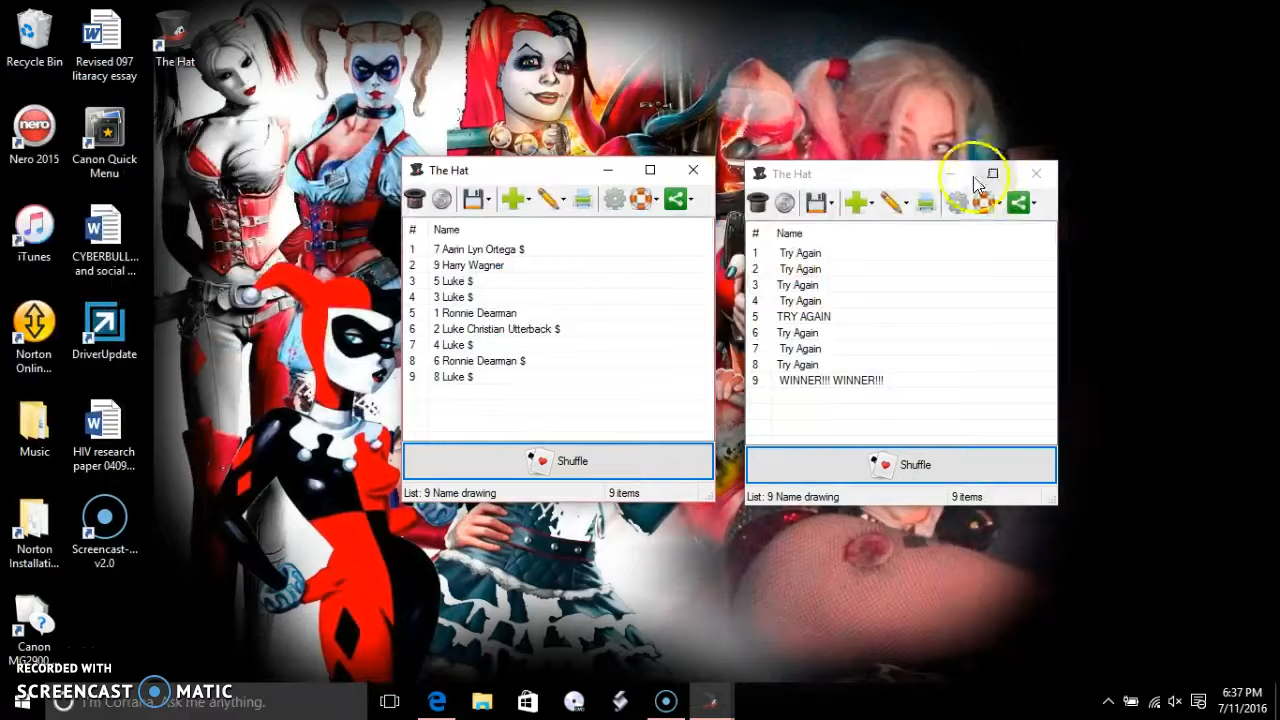 Recycle Bin
Revised 097
litaracy essay
The Hat
Nero 2015
Canon Quick
Menu
iTunes
CYBERBULL...
and social ...
Norton
Onlin...
DriverUpdate
Music
HIV research
paper 0409...
Norton
Installati...
Screencast-...
v2.0
Canon
MG2900
The Hat
# Name
1 7 Aarin Lyn Ortega $
2 9 Harry Wagner
3 5 Luke $
4 3 Luke $
5 1 Ronnie Dearman
6 2 Luke Christian Utterback $
7 4 Luke $
8 6 Ronnie Dearman $
9 8 Luke $
Shuffle
List: 9 Name drawing 9 items
The Hat
# Name
1 Try Again
2 Try Again
3 Try Again
4 Try Again
5 TRY AGAIN
6 Try Again
7 Try Again
8 Try Again
9 WINNER!!! WINNER!!!
Shuffle
List: 9 Name drawing 9 items
RECORDED WITH
SCREENCAST MATIC
I'm Cortana. Ask me anything.
6:37 PM
7/11/2016